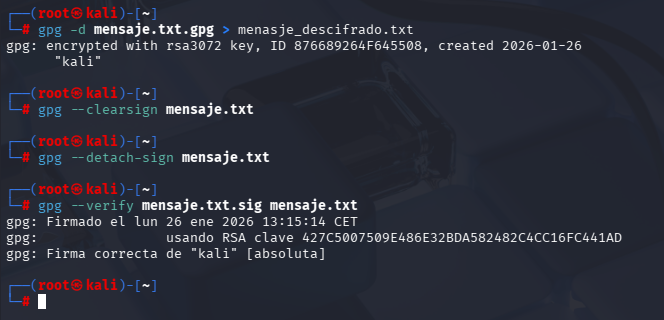 ┌──(root㉿kali)-[~]
└─# gpg -d mensaje.txt.gpg > menasje_descifrado.txt
gpg: encrypted with rsa3072 key, ID 876689264F645508, created 2026-01-26
      "kali"
┌──(root㉿kali)-[~]
└─# gpg --clearsign mensaje.txt
┌──(root㉿kali)-[~]
└─# gpg --detach-sign mensaje.txt
┌──(root㉿kali)-[~]
└─# gpg --verify mensaje.txt.sig mensaje.txt
gpg: Firmado el lun 26 ene 2026 13:15:14 CET
gpg:                usando RSA clave 427C5007509E486E32BDA582482C4CC16FC441AD
gpg: Firma correcta de "kali" [absoluta]
┌──(root㉿kali)-[~]
└─#